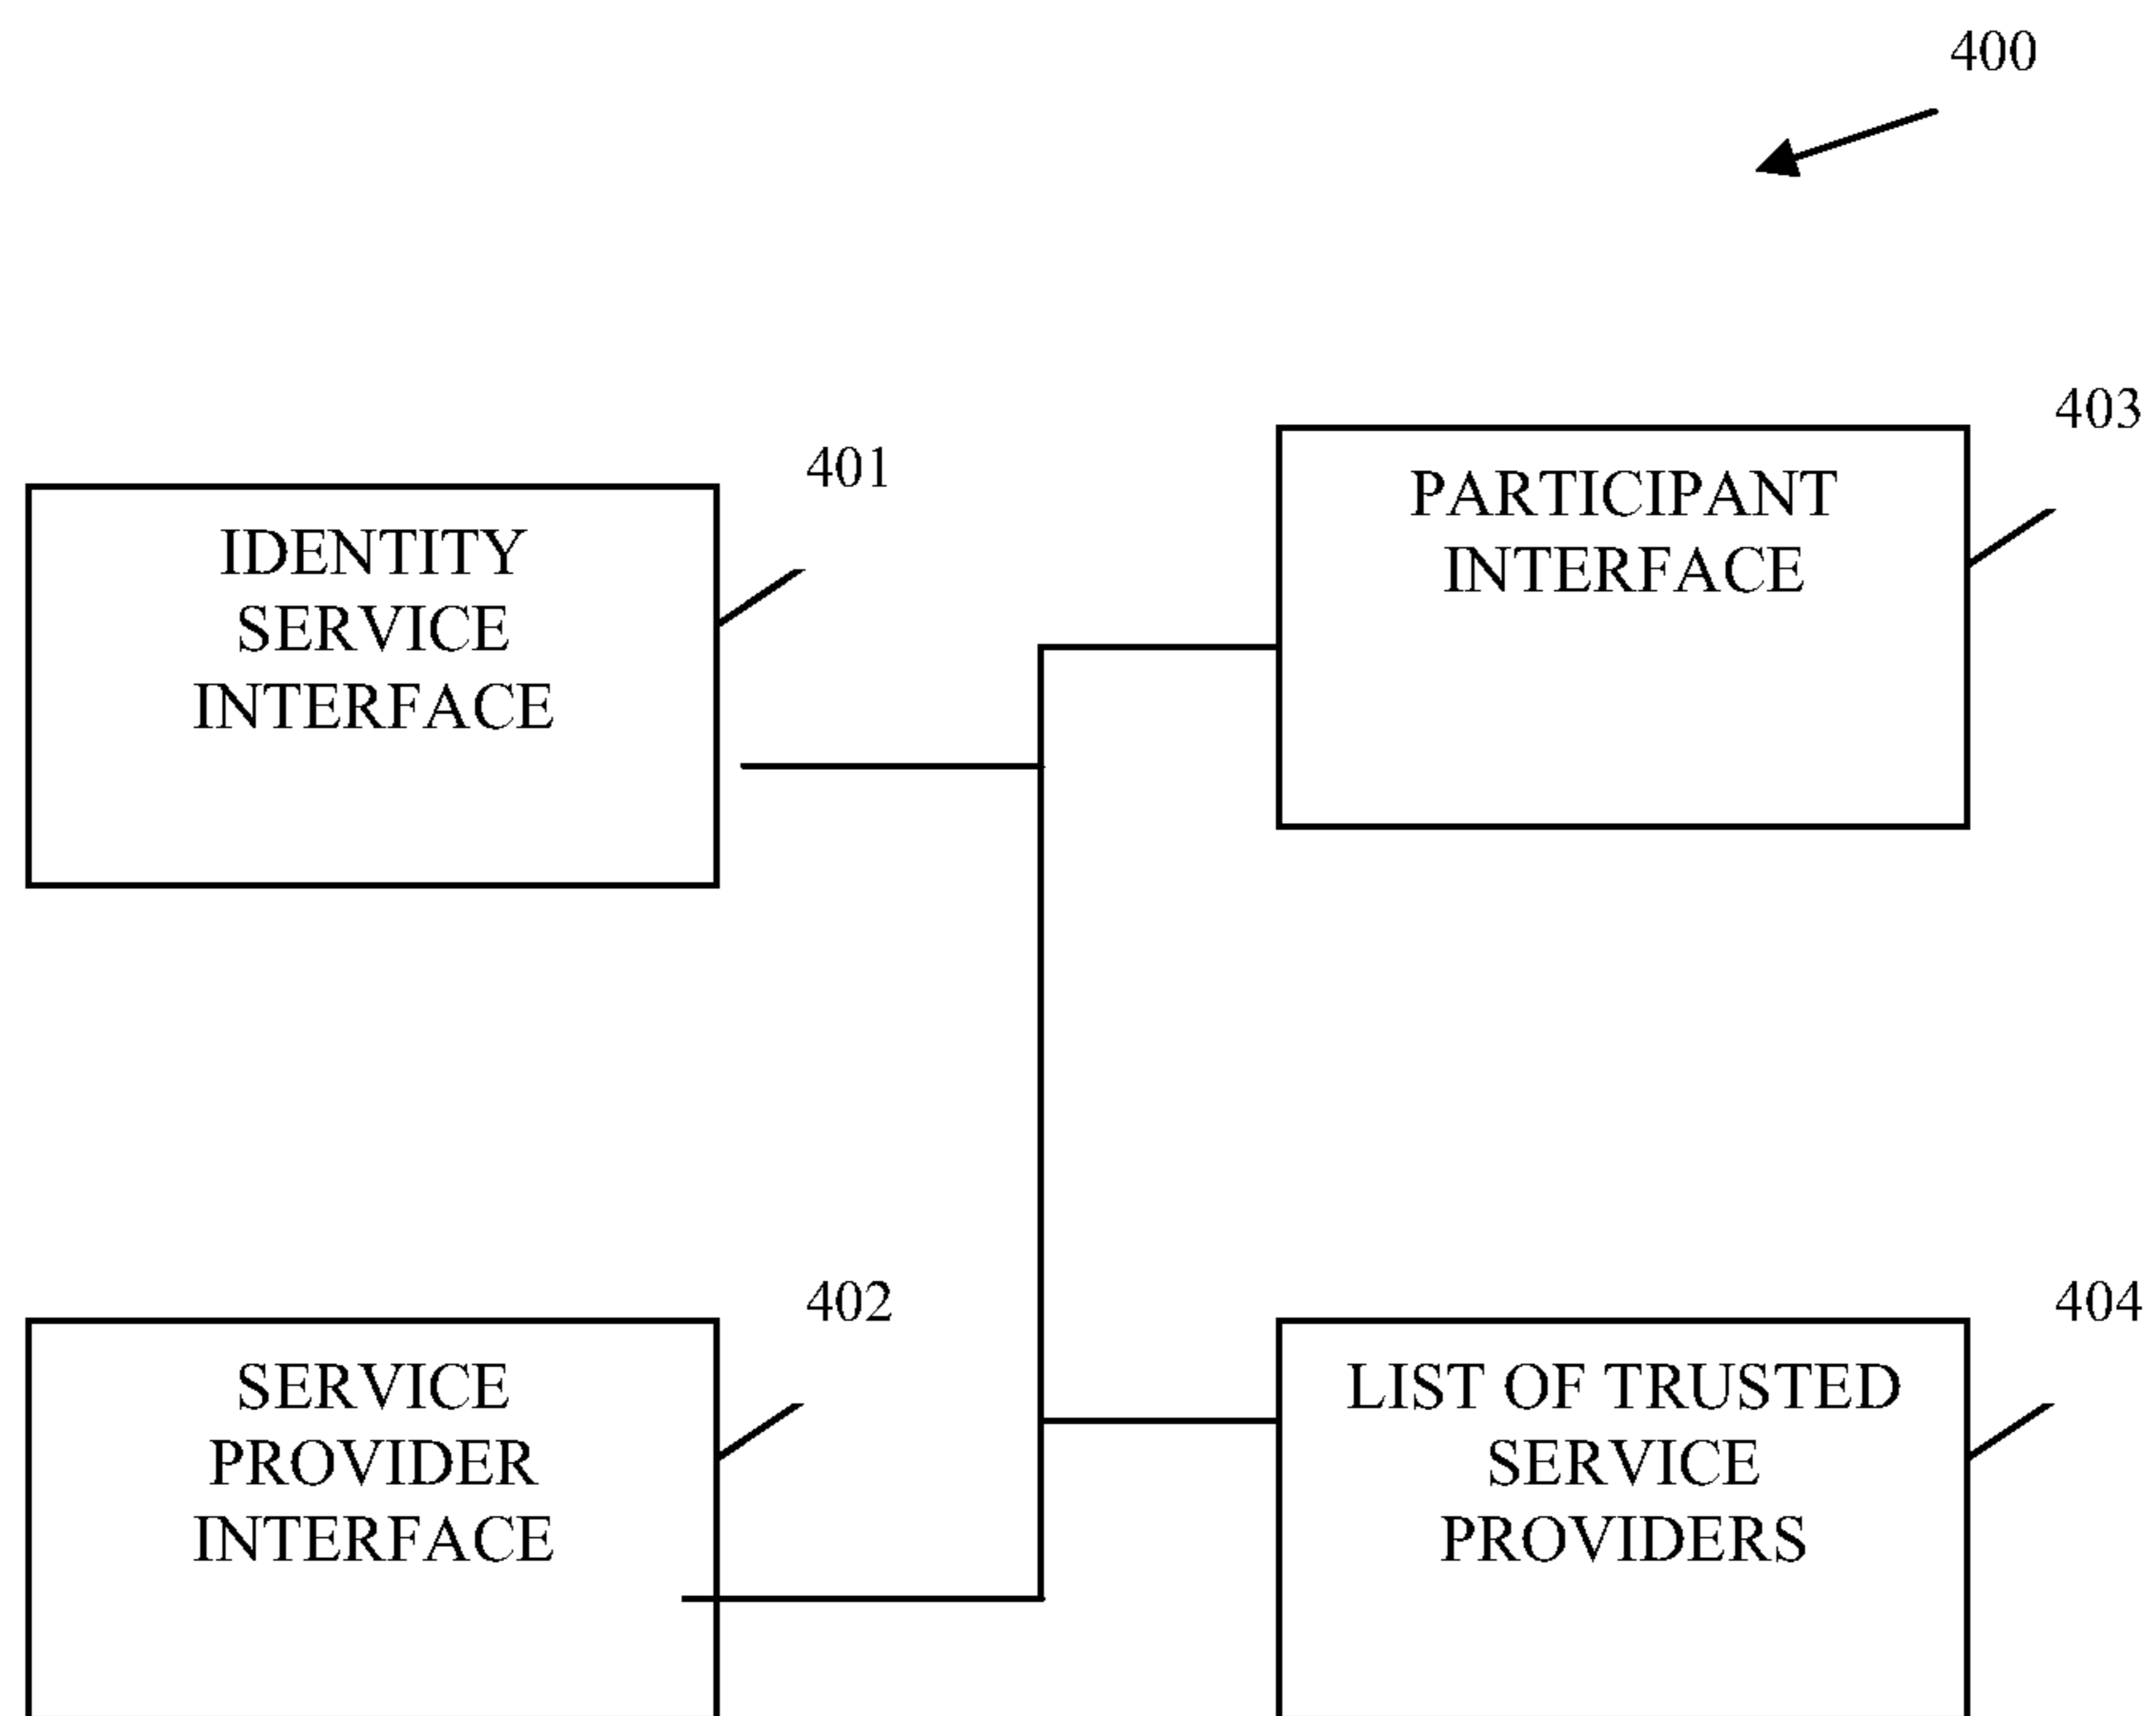 400
401
IDENTITY
SERVICE
INTERFACE
403
PARTICIPANT
INTERFACE
402
SERVICE
PROVIDER
INTERFACE
404
LIST OF TRUSTED
SERVICE
PROVIDERS